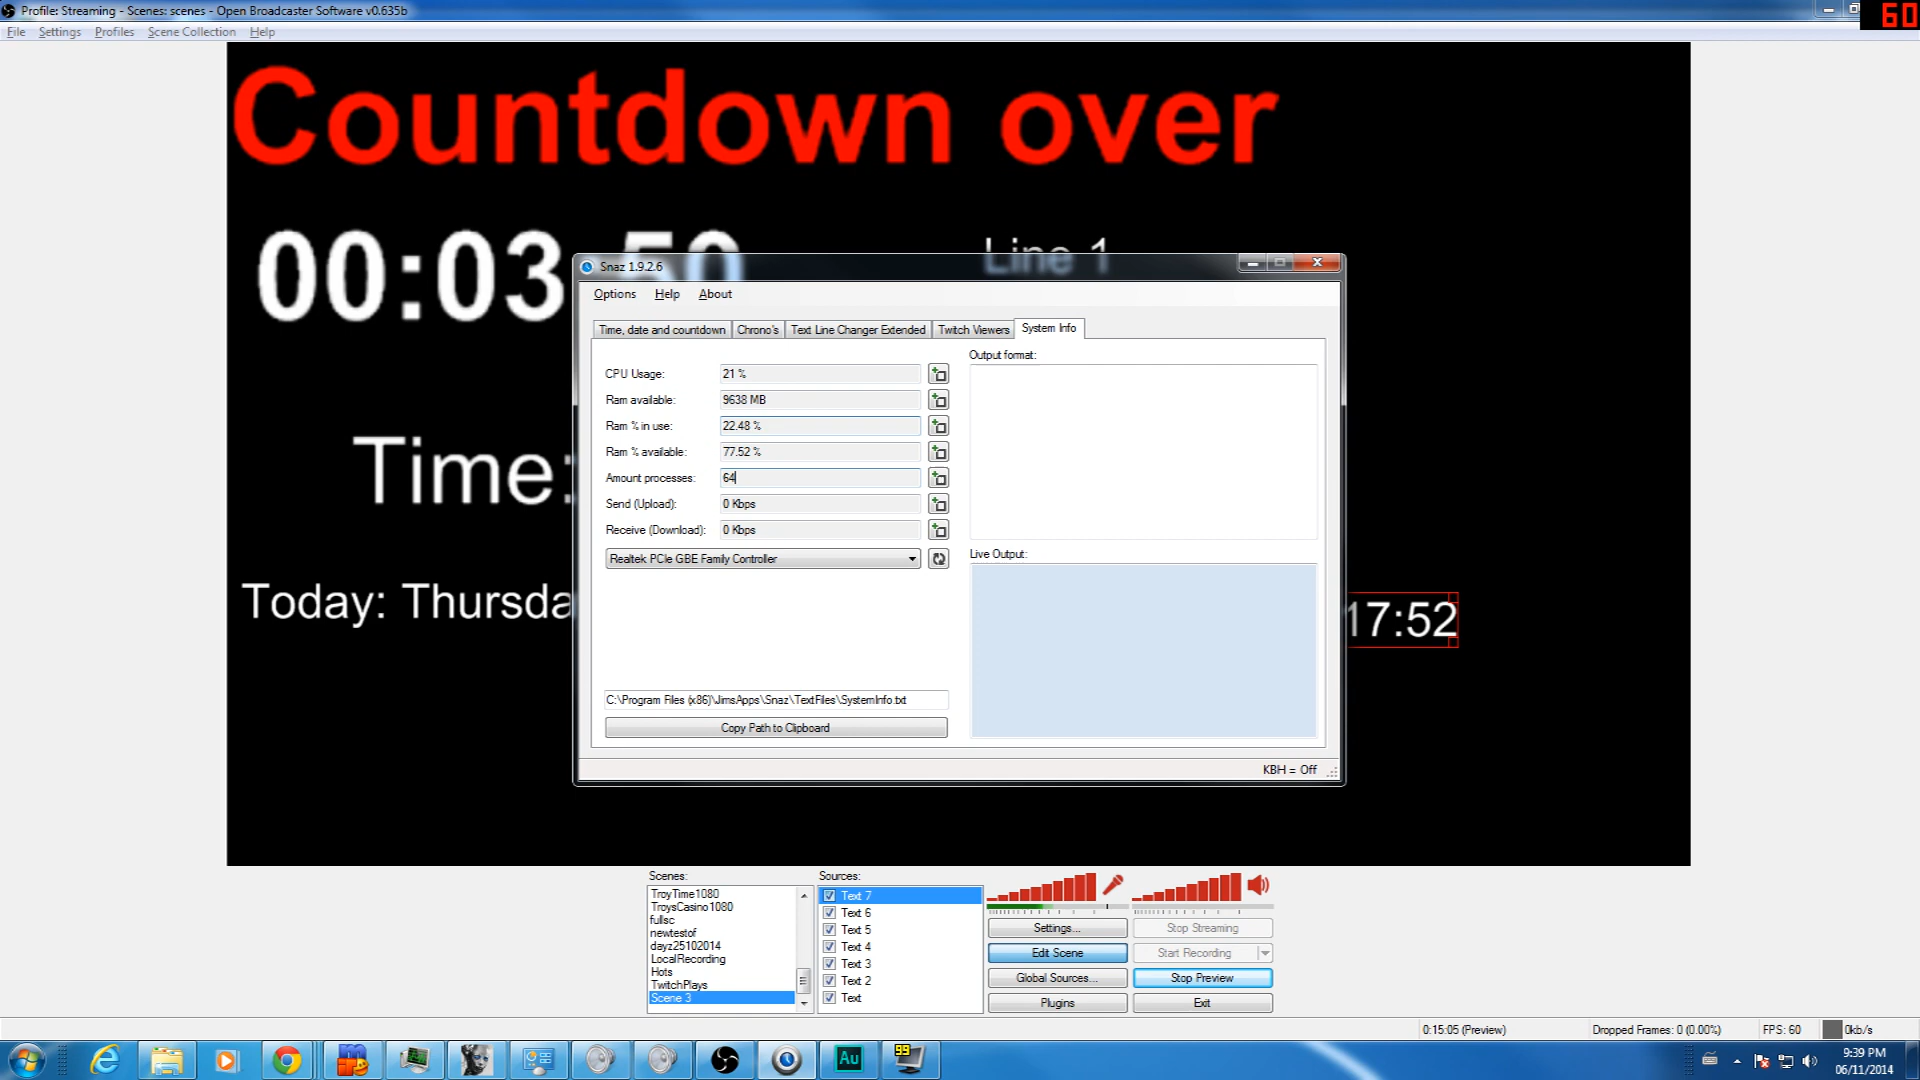 Profile: Streaming - Scenes: scenes - Open Broadcaster Software v0.635b
60
File Settings Profiles Scene Collection Help
Countdown over
00:03:50
Line 1
Snaz 1.9.2.6
Options Help About
Time, date and countdown Chrono's Text Line Changer Extended Twitch Viewers System Info
Output format:
CPU Usage: 21 %
Ram available: 9638 MB
Ram % in use: 22.48 %
Ram % available: 77.52 %
Amount processes: 64
Send (Upload): 0 Kbps
Receive (Download): 0 Kbps
Realtek PCIe GBE Family Controller
Live Output:
Time:
Today: Thursda
17:52
C:\Program Files (x86)\JimsApps\Snaz\TextFiles\SystemInfo.txt
Copy Path to Clipboard
KBH = Off
Scenes:
TroyTime1080
TroysCasino1080
fullsc
newtestof
dayz25102014
LocalRecording
Hots
TwitchPlays
Scene 3
Sources:
Text 7
Text 6
Text 5
Text 4
Text 3
Text 2
Text
Settings... Stop Streaming
Edit Scene Start Recording
Global Sources... Stop Preview
Plugins Exit
0:15:05 (Preview) Dropped Frames: 0 (0.00%) FPS: 60 0kb/s
Au
99
9:39 PM
06/11/2014